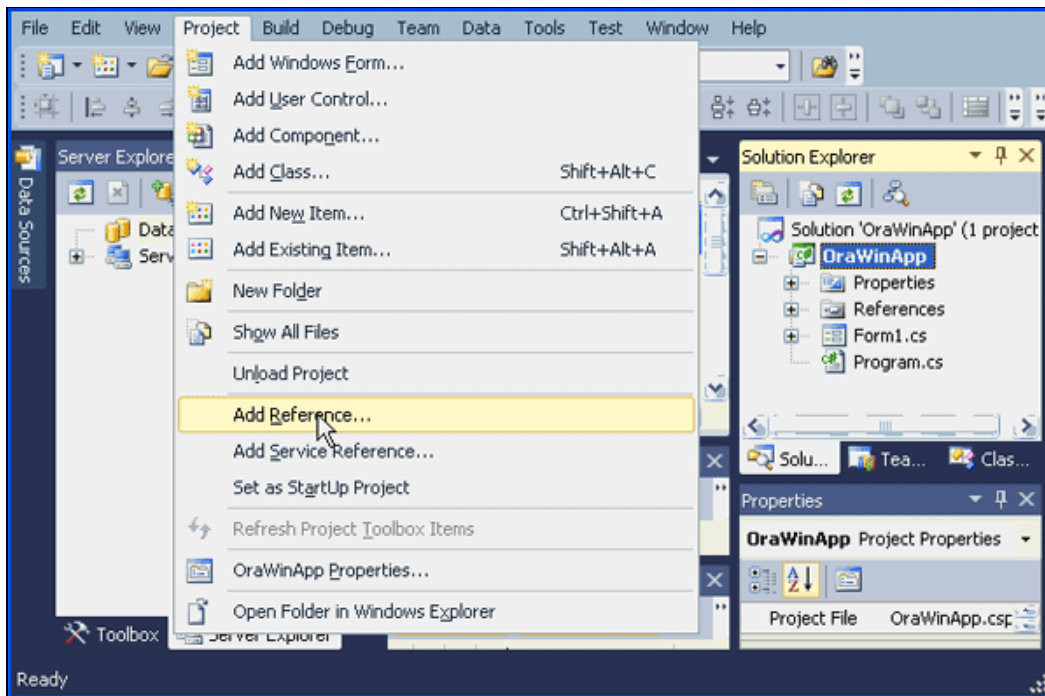 File Edit View Project Build Debug Team Data Tools Test Window Help
Add Windows Form...
Add User Control...
Add Component...
Add Class... Shift+Alt+C
Add New Item... Ctrl+Shift+A
Add Existing Item... Shift+Alt+A
New Folder
Show All Files
Unload Project
Add Reference...
Add Service Reference...
Set as StartUp Project
Refresh Project Toolbox Items
OraWinApp Properties...
Open Folder in Windows Explorer
Data Sources
Server Explore
Data
Serv
Toolbox
Server Explorer
Solution Explorer
Solution 'OraWinApp' (1 project
OraWinApp
Properties
References
Form1.cs
Program.cs
Solu... Tea... Clas...
Properties
OraWinApp Project Properties
Project File OraWinApp.csp
Ready